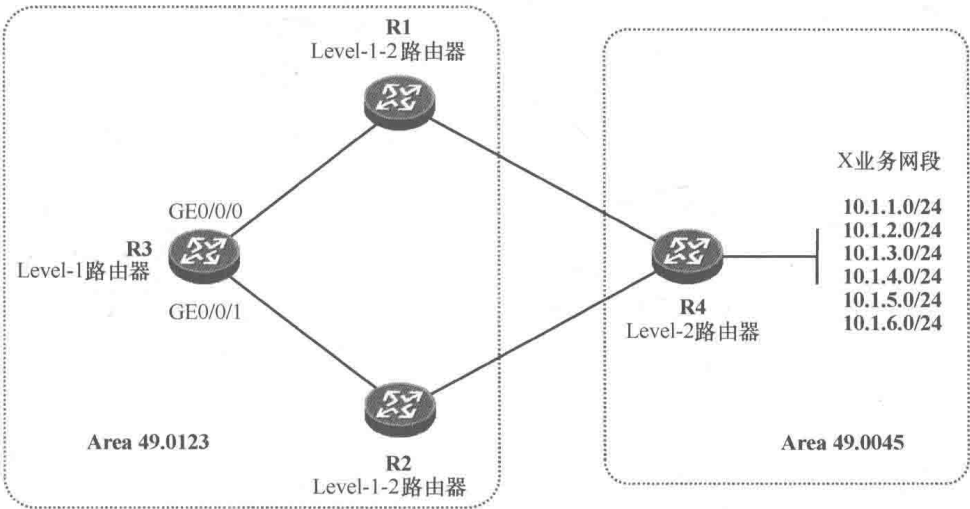 R1
Level-1-2路由器
X业务网段
GE0/0/0
10.1.1.0/24
10.1.2.0/24
R3
10.1.3.0/24
Level-1路由器
10.1.4.0/24
GE0/0/1
R4
10.1.5.0/24
Level-2路由器
10.1.6.0/24
Area 49.0123
Area 49.0045
R2
Level-1-2路由器